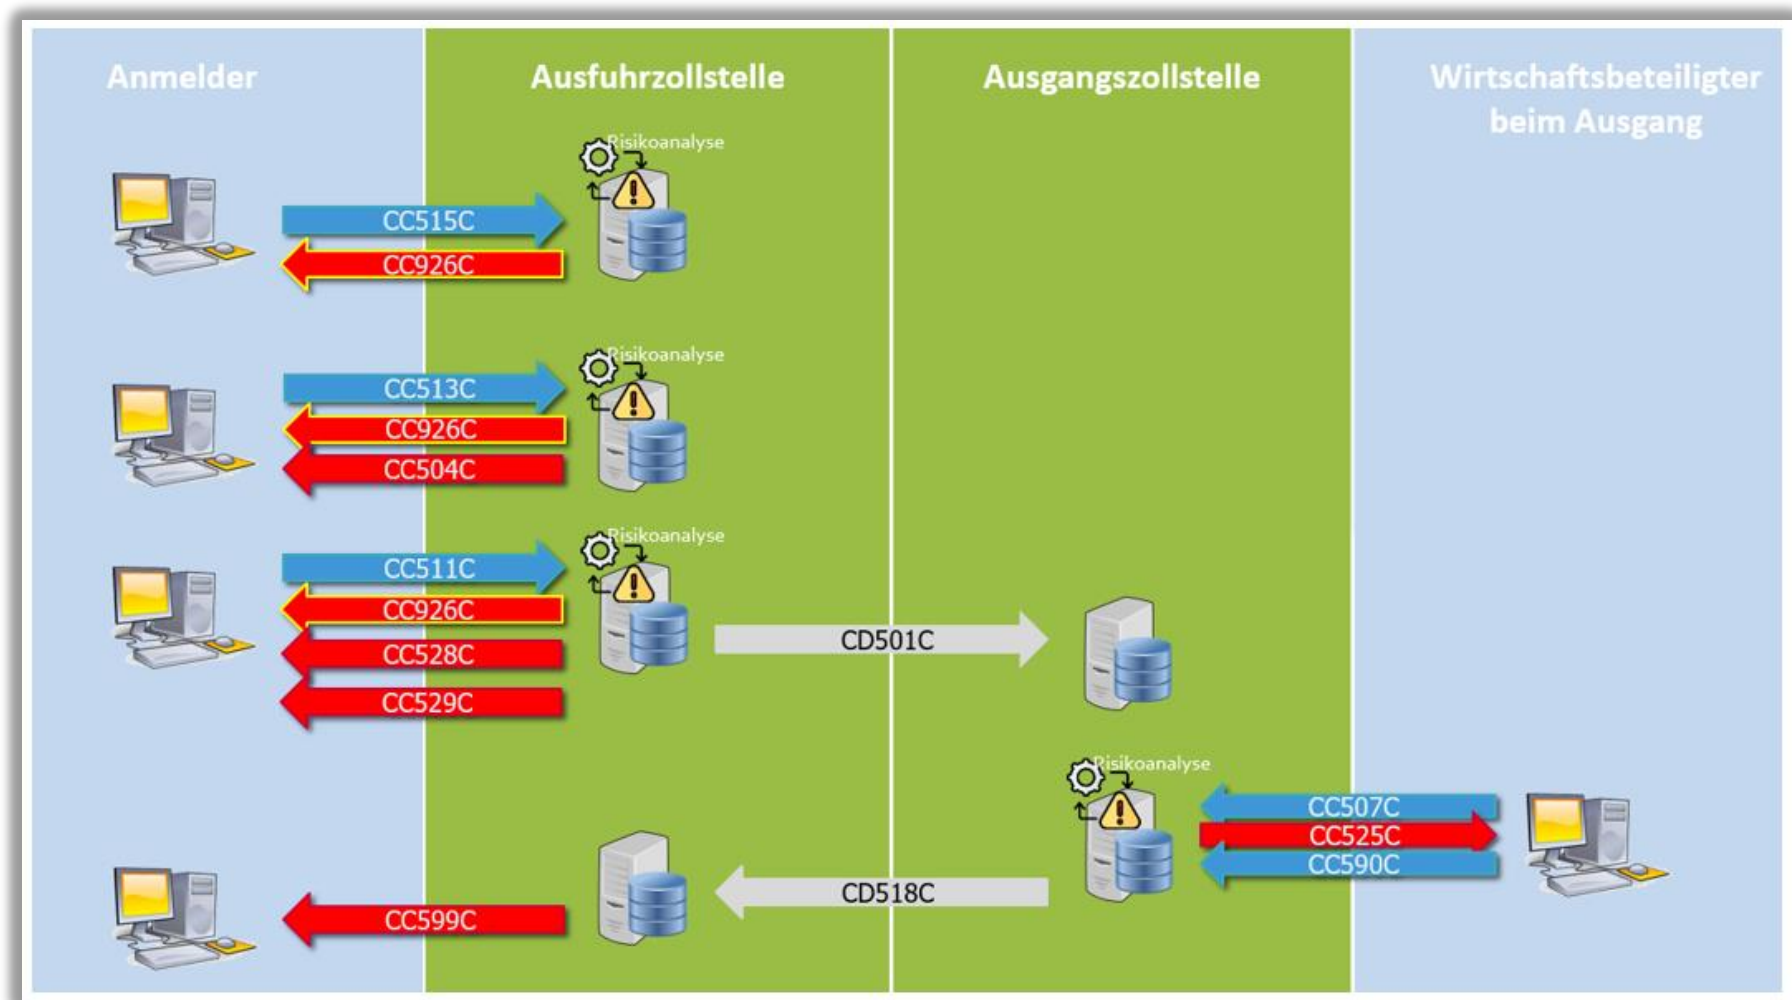 Anmelder
Ausfuhrzollstelle
Ausgangszollstelle
Wirtschaftsbeteiligter
beim Ausgang
Risikoanalyse
CC515C
CC926C
Risikoanalyse
CC513C
CC926C
CC504C
Risikoanalyse
CC511C
CC926C
CC528C
CC529C
CD501C
Risikoanalyse
CC507C
CC525C
CC590C
CD518C
CC599C